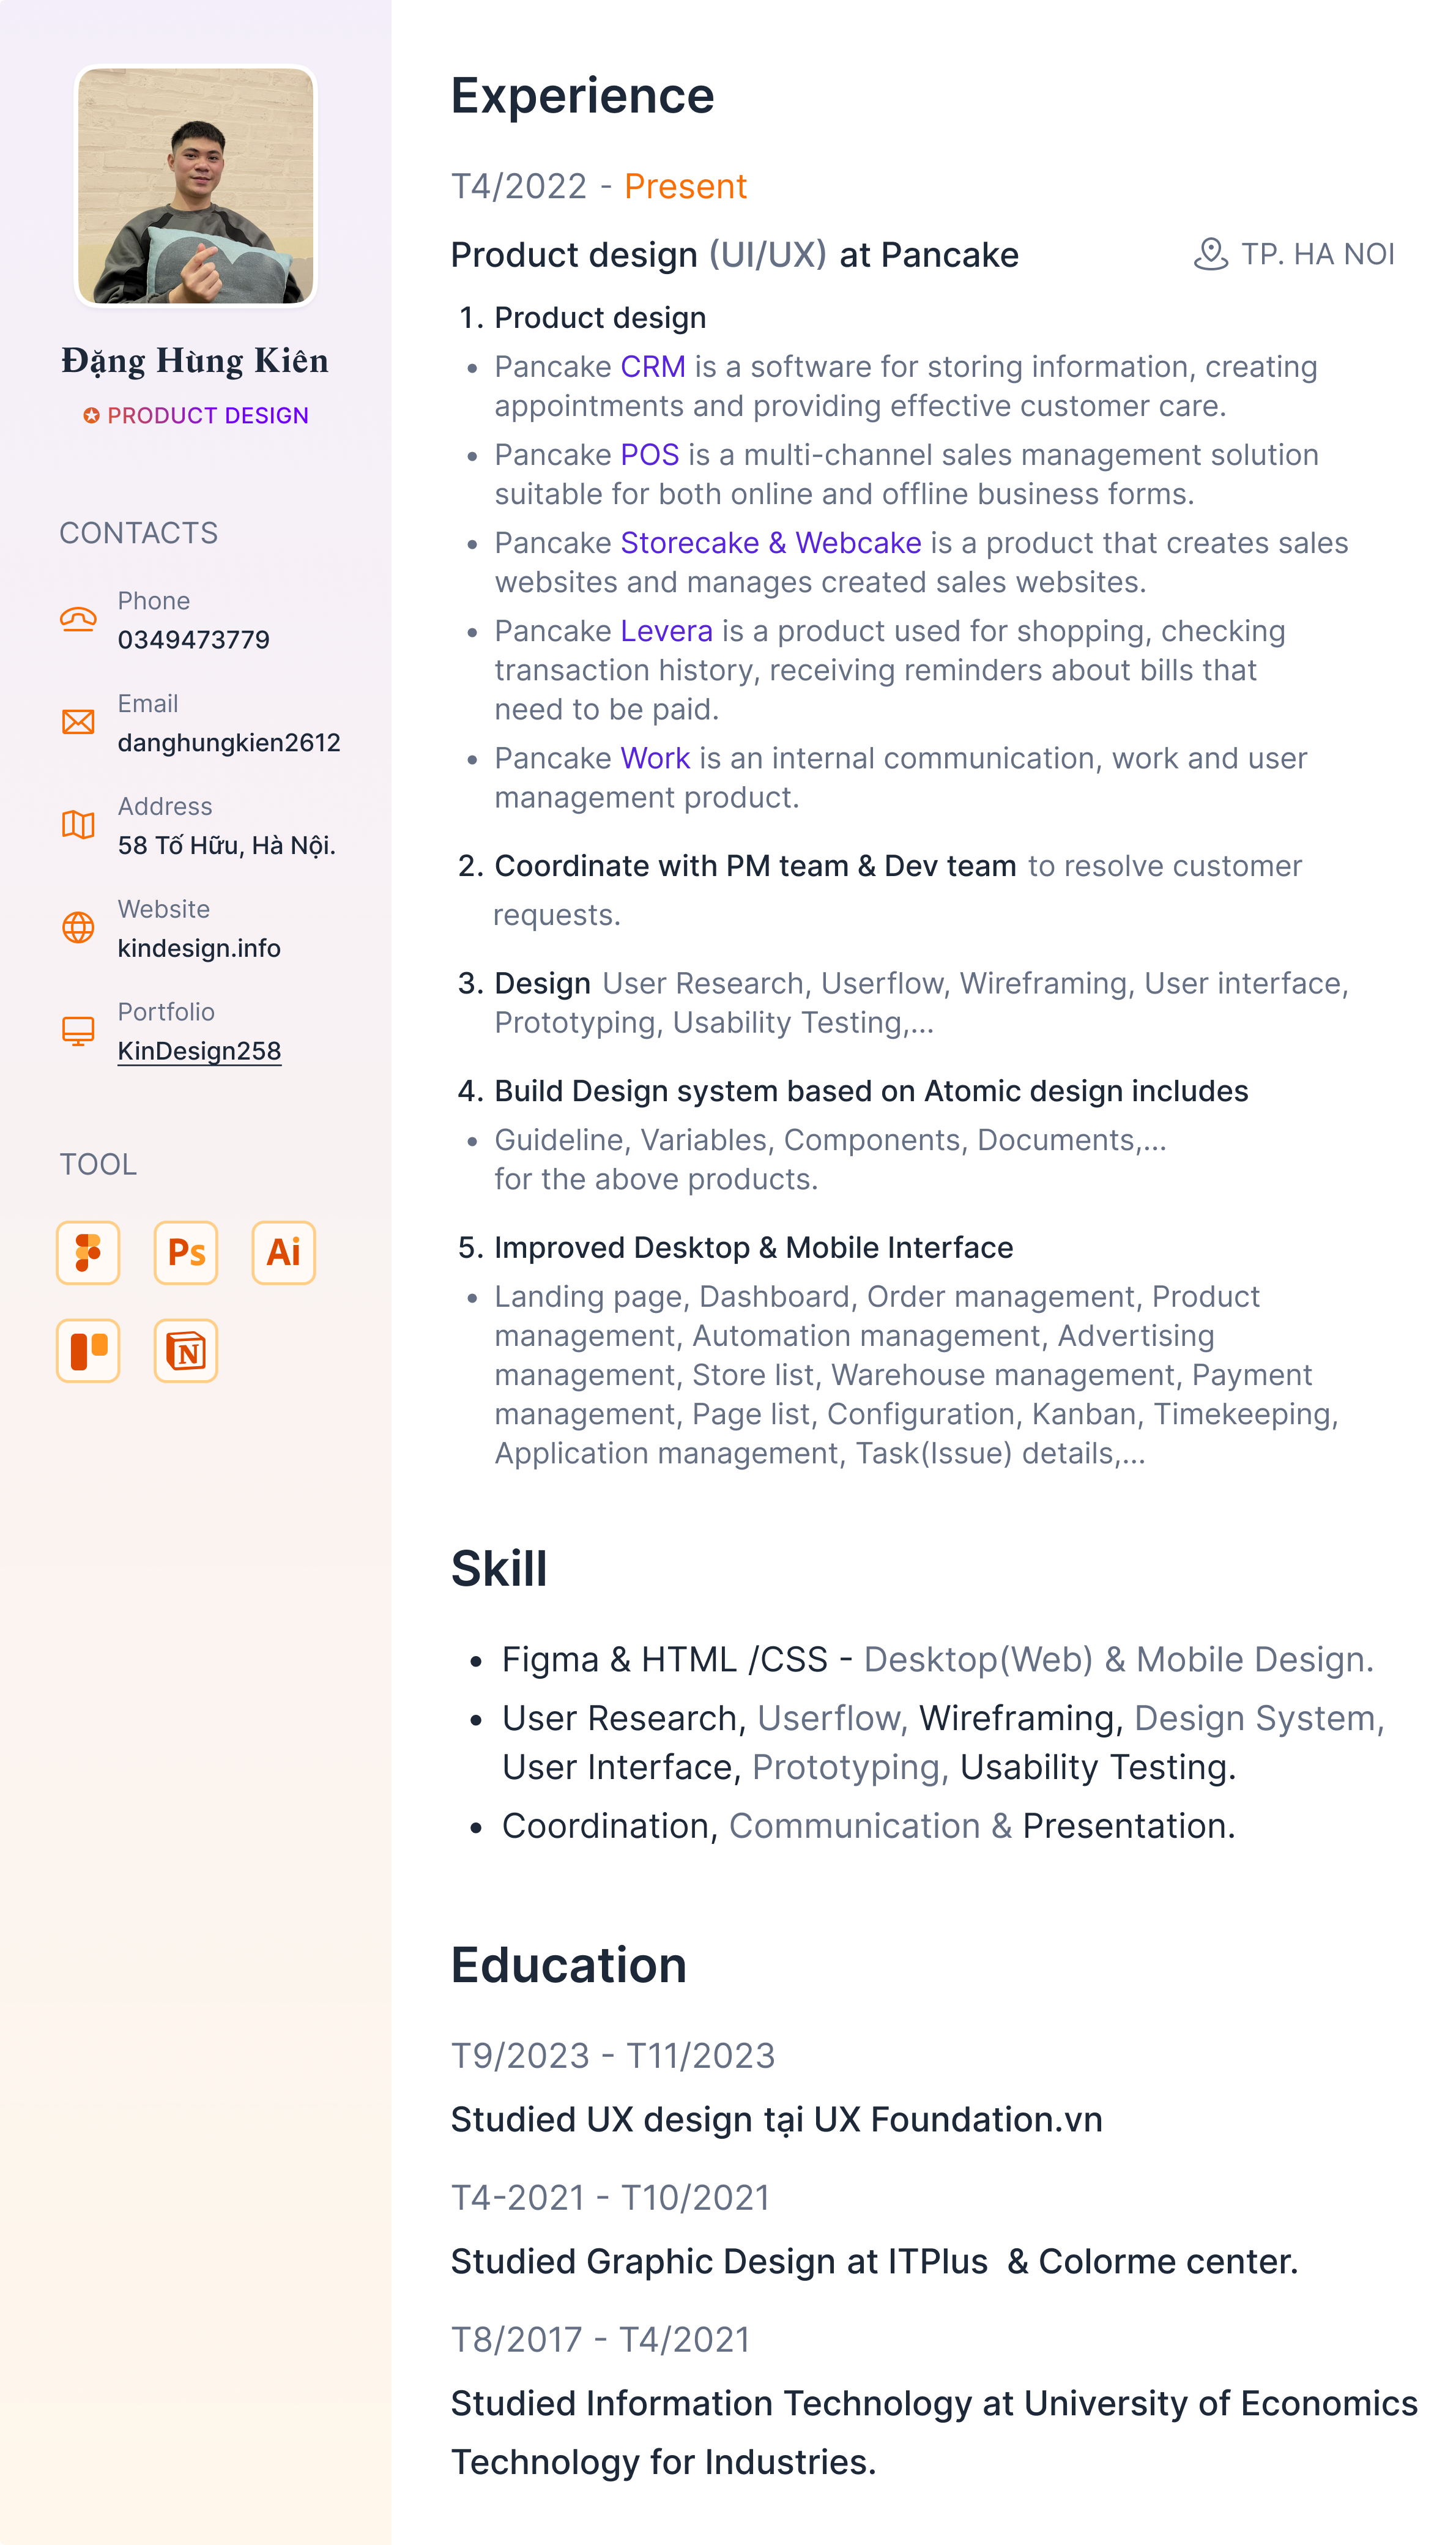 Đặng Hùng Kiên
PRODUCT DESIGN
CONTACTS
Phone
0349473779
Email
danghungkien2612
Address
58 Tố Hữu, Hà Nội.
Website
kindesign.info
Portfolio
KinDesign258
TOOL
Ps
Ai
N
Experience
T4/2022 - Present
Product design (UI/UX) at Pancake
TP. HA NOI
1. Product design
• Pancake CRM is a software for storing information, creating
appointments and providing effective customer care.
• Pancake POS is a multi-channel sales management solution
suitable for both online and offline business forms.
• Pancake Storecake & Webcake is a product that creates sales
websites and manages created sales websites.
• Pancake Levera is a product used for shopping, checking
transaction history, receiving reminders about bills that
need to be paid.
• Pancake Work is an internal communication, work and user
management product.
2. Coordinate with PM team & Dev team to resolve customer
requests.
3. Design User Research, Userflow, Wireframing, User interface,
Prototyping, Usability Testing,...
4. Build Design system based on Atomic design includes
• Guideline, Variables, Components, Documents,...
for the above products.
5. Improved Desktop & Mobile Interface
• Landing page, Dashboard, Order management, Product
management, Automation management, Advertising
management, Store list, Warehouse management, Payment
management, Page list, Configuration, Kanban, Timekeeping,
Application management, Task(Issue) details,...
Skill
• Figma & HTML /CSS - Desktop(Web) & Mobile Design.
• User Research, Userflow, Wireframing, Design System,
User Interface, Prototyping, Usability Testing.
• Coordination, Communication & Presentation.
Education
T9/2023 - T11/2023
Studied UX design tại UX Foundation.vn
T4-2021 - T10/2021
Studied Graphic Design at ITPlus & Colorme center.
T8/2017 - T4/2021
Studied Information Technology at University of Economics
Technology for Industries.